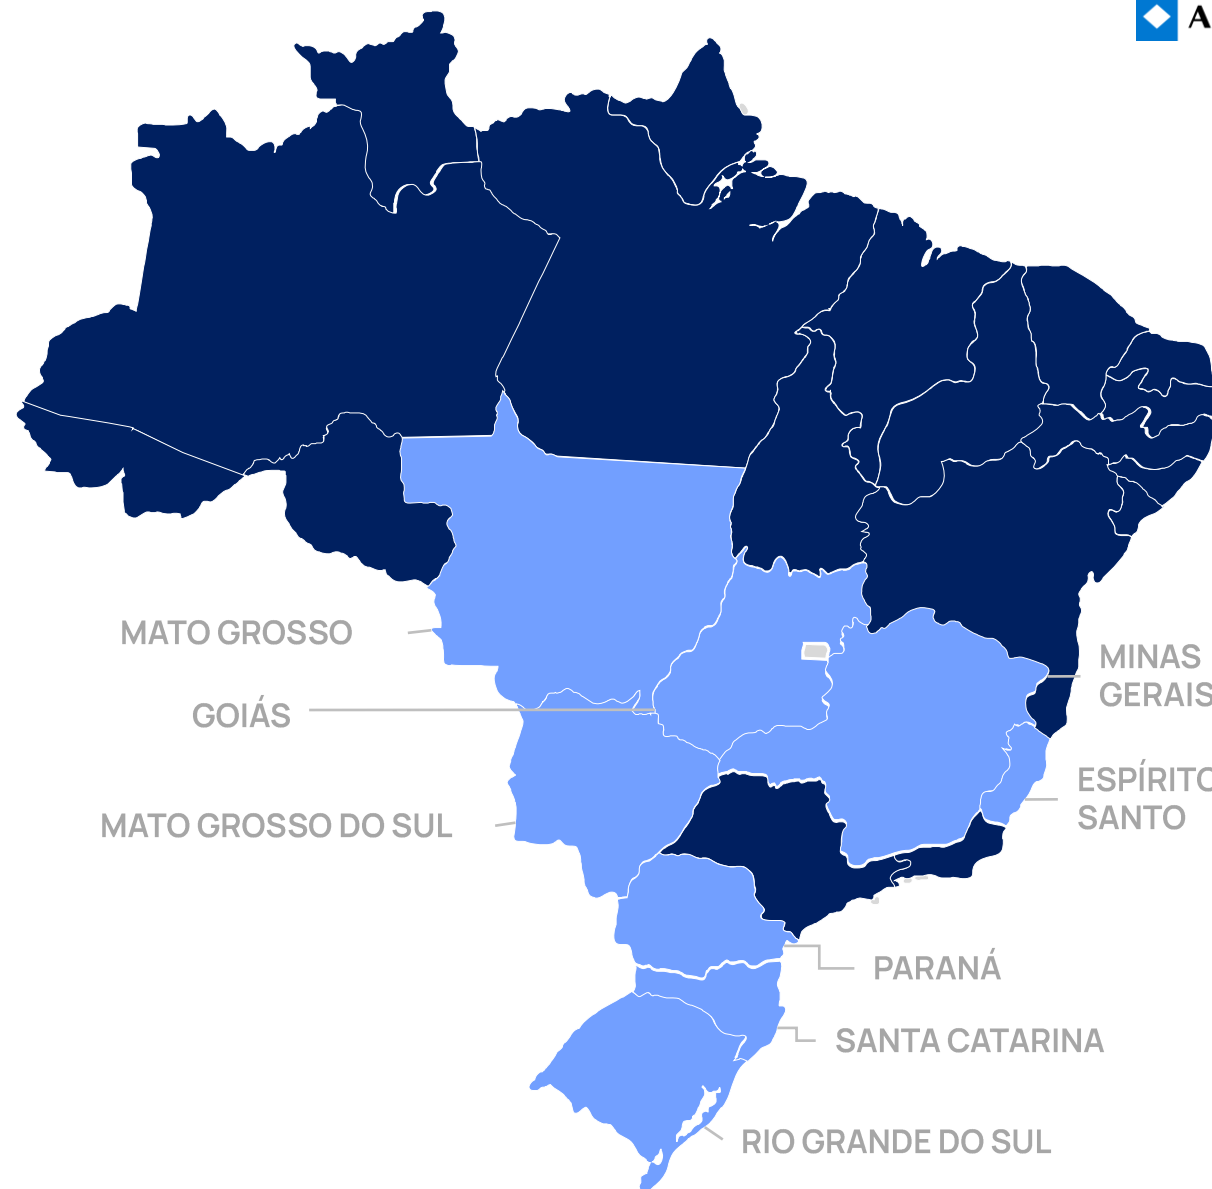 A
MATO GROSSO
MINAS
GERAIS
GOIÁS
ESPÍRITO
SANTO
MATO GROSSO DO SUL
PARANÁ
SANTA CATARINA
RIO GRANDE DO SUL